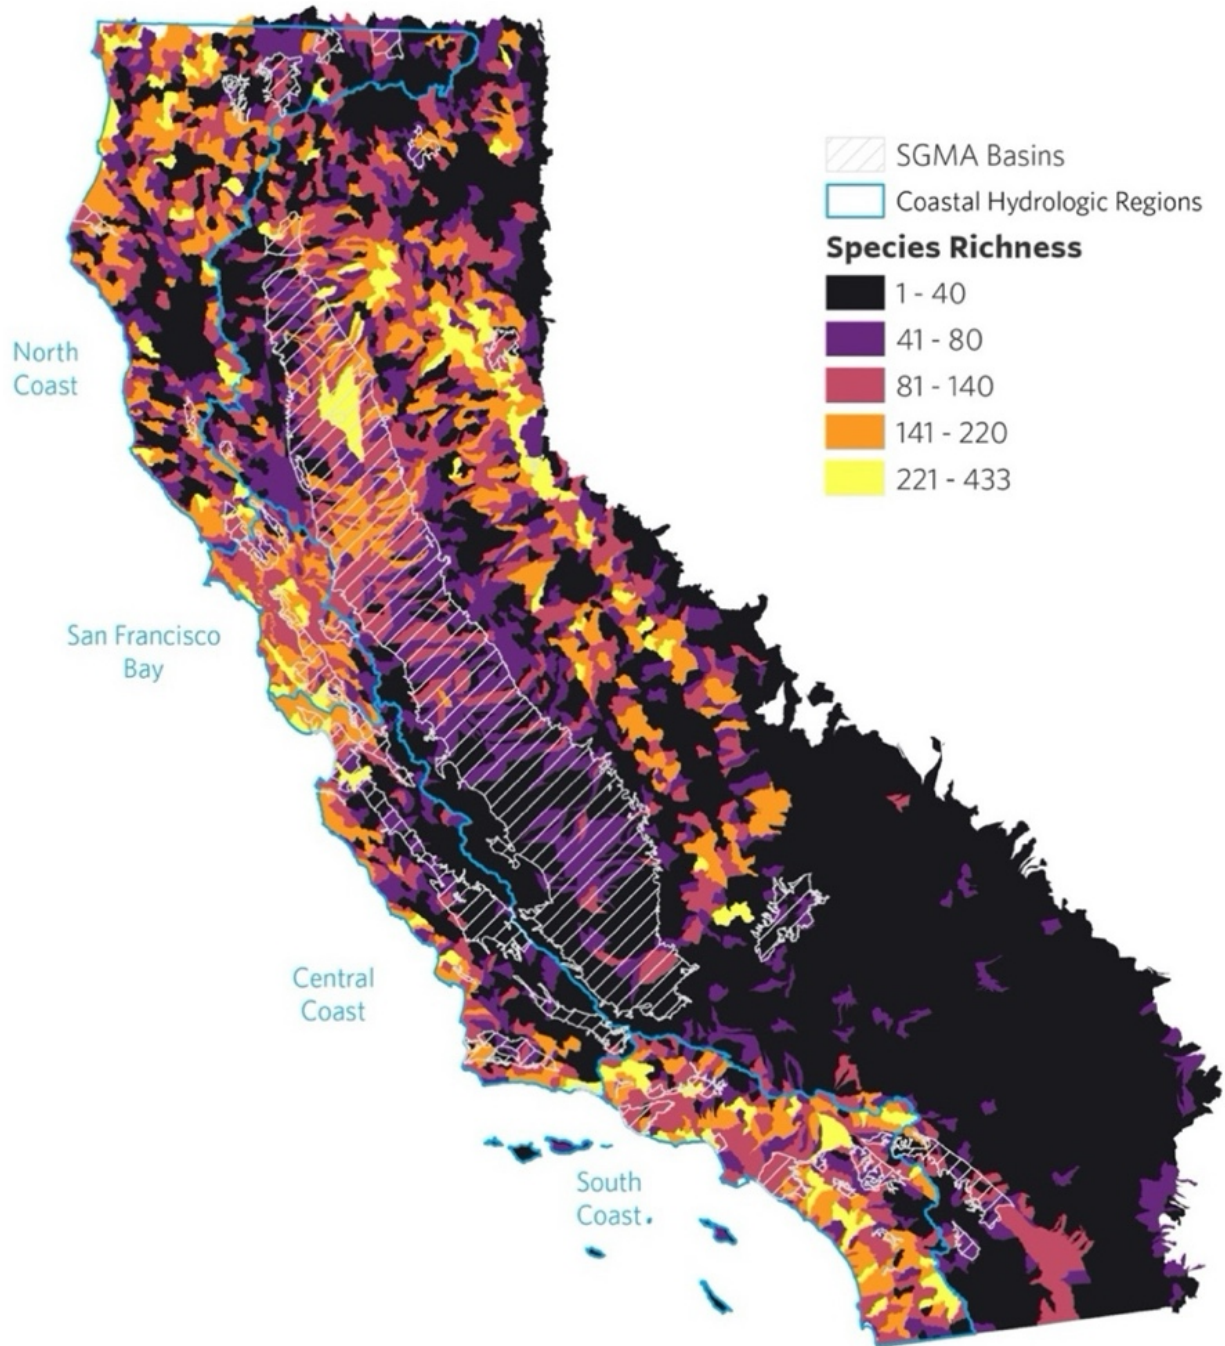 SGMA Basins
Coastal Hydrologic Regions
Species Richness
1 - 40
41 - 80
81 - 140
141 - 220
221 - 433
North
Coast
San Francisco
Bay
Central
Coast
South
Coast